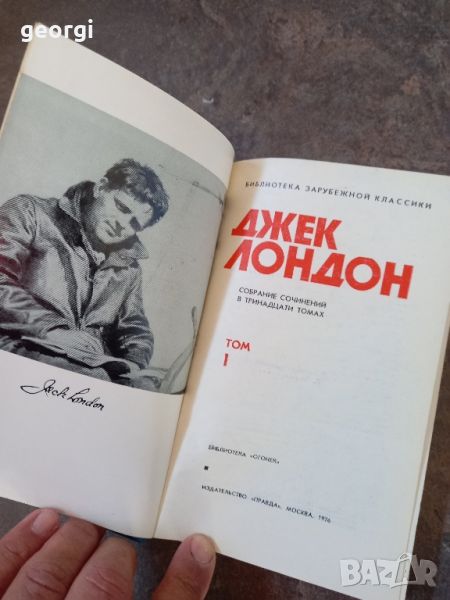 georgi
Jack London
БИБЛИОТЕКА ЗАРУБЕЖНОЙ КЛАССИКИ
ДЖЕК
ЛОНДОН
СОБРАНИЕ СОЧИНЕНИЙ
В ТРИНАДЦАТИ ТОМАХ
ТОМ
I
БИБЛИОТЕКА «ОГОНЕК»
ИЗДАТЕЛЬСТВО «ПРАВДА», МОСКВА, 1976
BAZAR